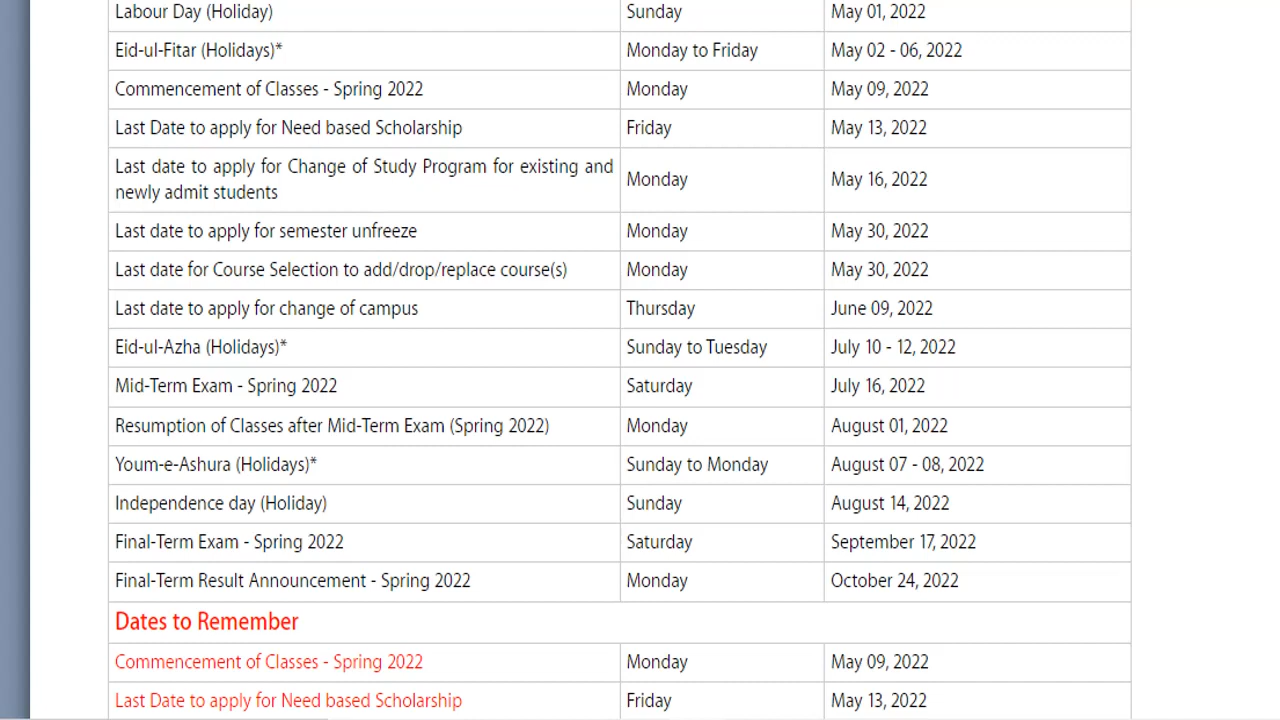 Labour Day (Holiday) Sunday May 01, 2022
Eid-ul-Fitar (Holidays)* Monday to Friday May 02 - 06, 2022
Commencement of Classes - Spring 2022 Monday May 09, 2022
Last Date to apply for Need based Scholarship Friday May 13, 2022
Last date to apply for Change of Study Program for existing and
newly admit students Monday May 16, 2022
Last date to apply for semester unfreeze Monday May 30, 2022
Last date for Course Selection to add/drop/replace course(s) Monday May 30, 2022
Last date to apply for change of campus Thursday June 09, 2022
Eid-ul-Azha (Holidays)* Sunday to Tuesday July 10 - 12, 2022
Mid-Term Exam - Spring 2022 Saturday July 16, 2022
Resumption of Classes after Mid-Term Exam (Spring 2022) Monday August 01, 2022
Youm-e-Ashura (Holidays)* Sunday to Monday August 07 - 08, 2022
Independence day (Holiday) Sunday August 14, 2022
Final-Term Exam - Spring 2022 Saturday September 17, 2022
Final-Term Result Announcement - Spring 2022 Monday October 24, 2022
Dates to Remember
Commencement of Classes - Spring 2022 Monday May 09, 2022
Last Date to apply for Need based Scholarship Friday May 13, 2022